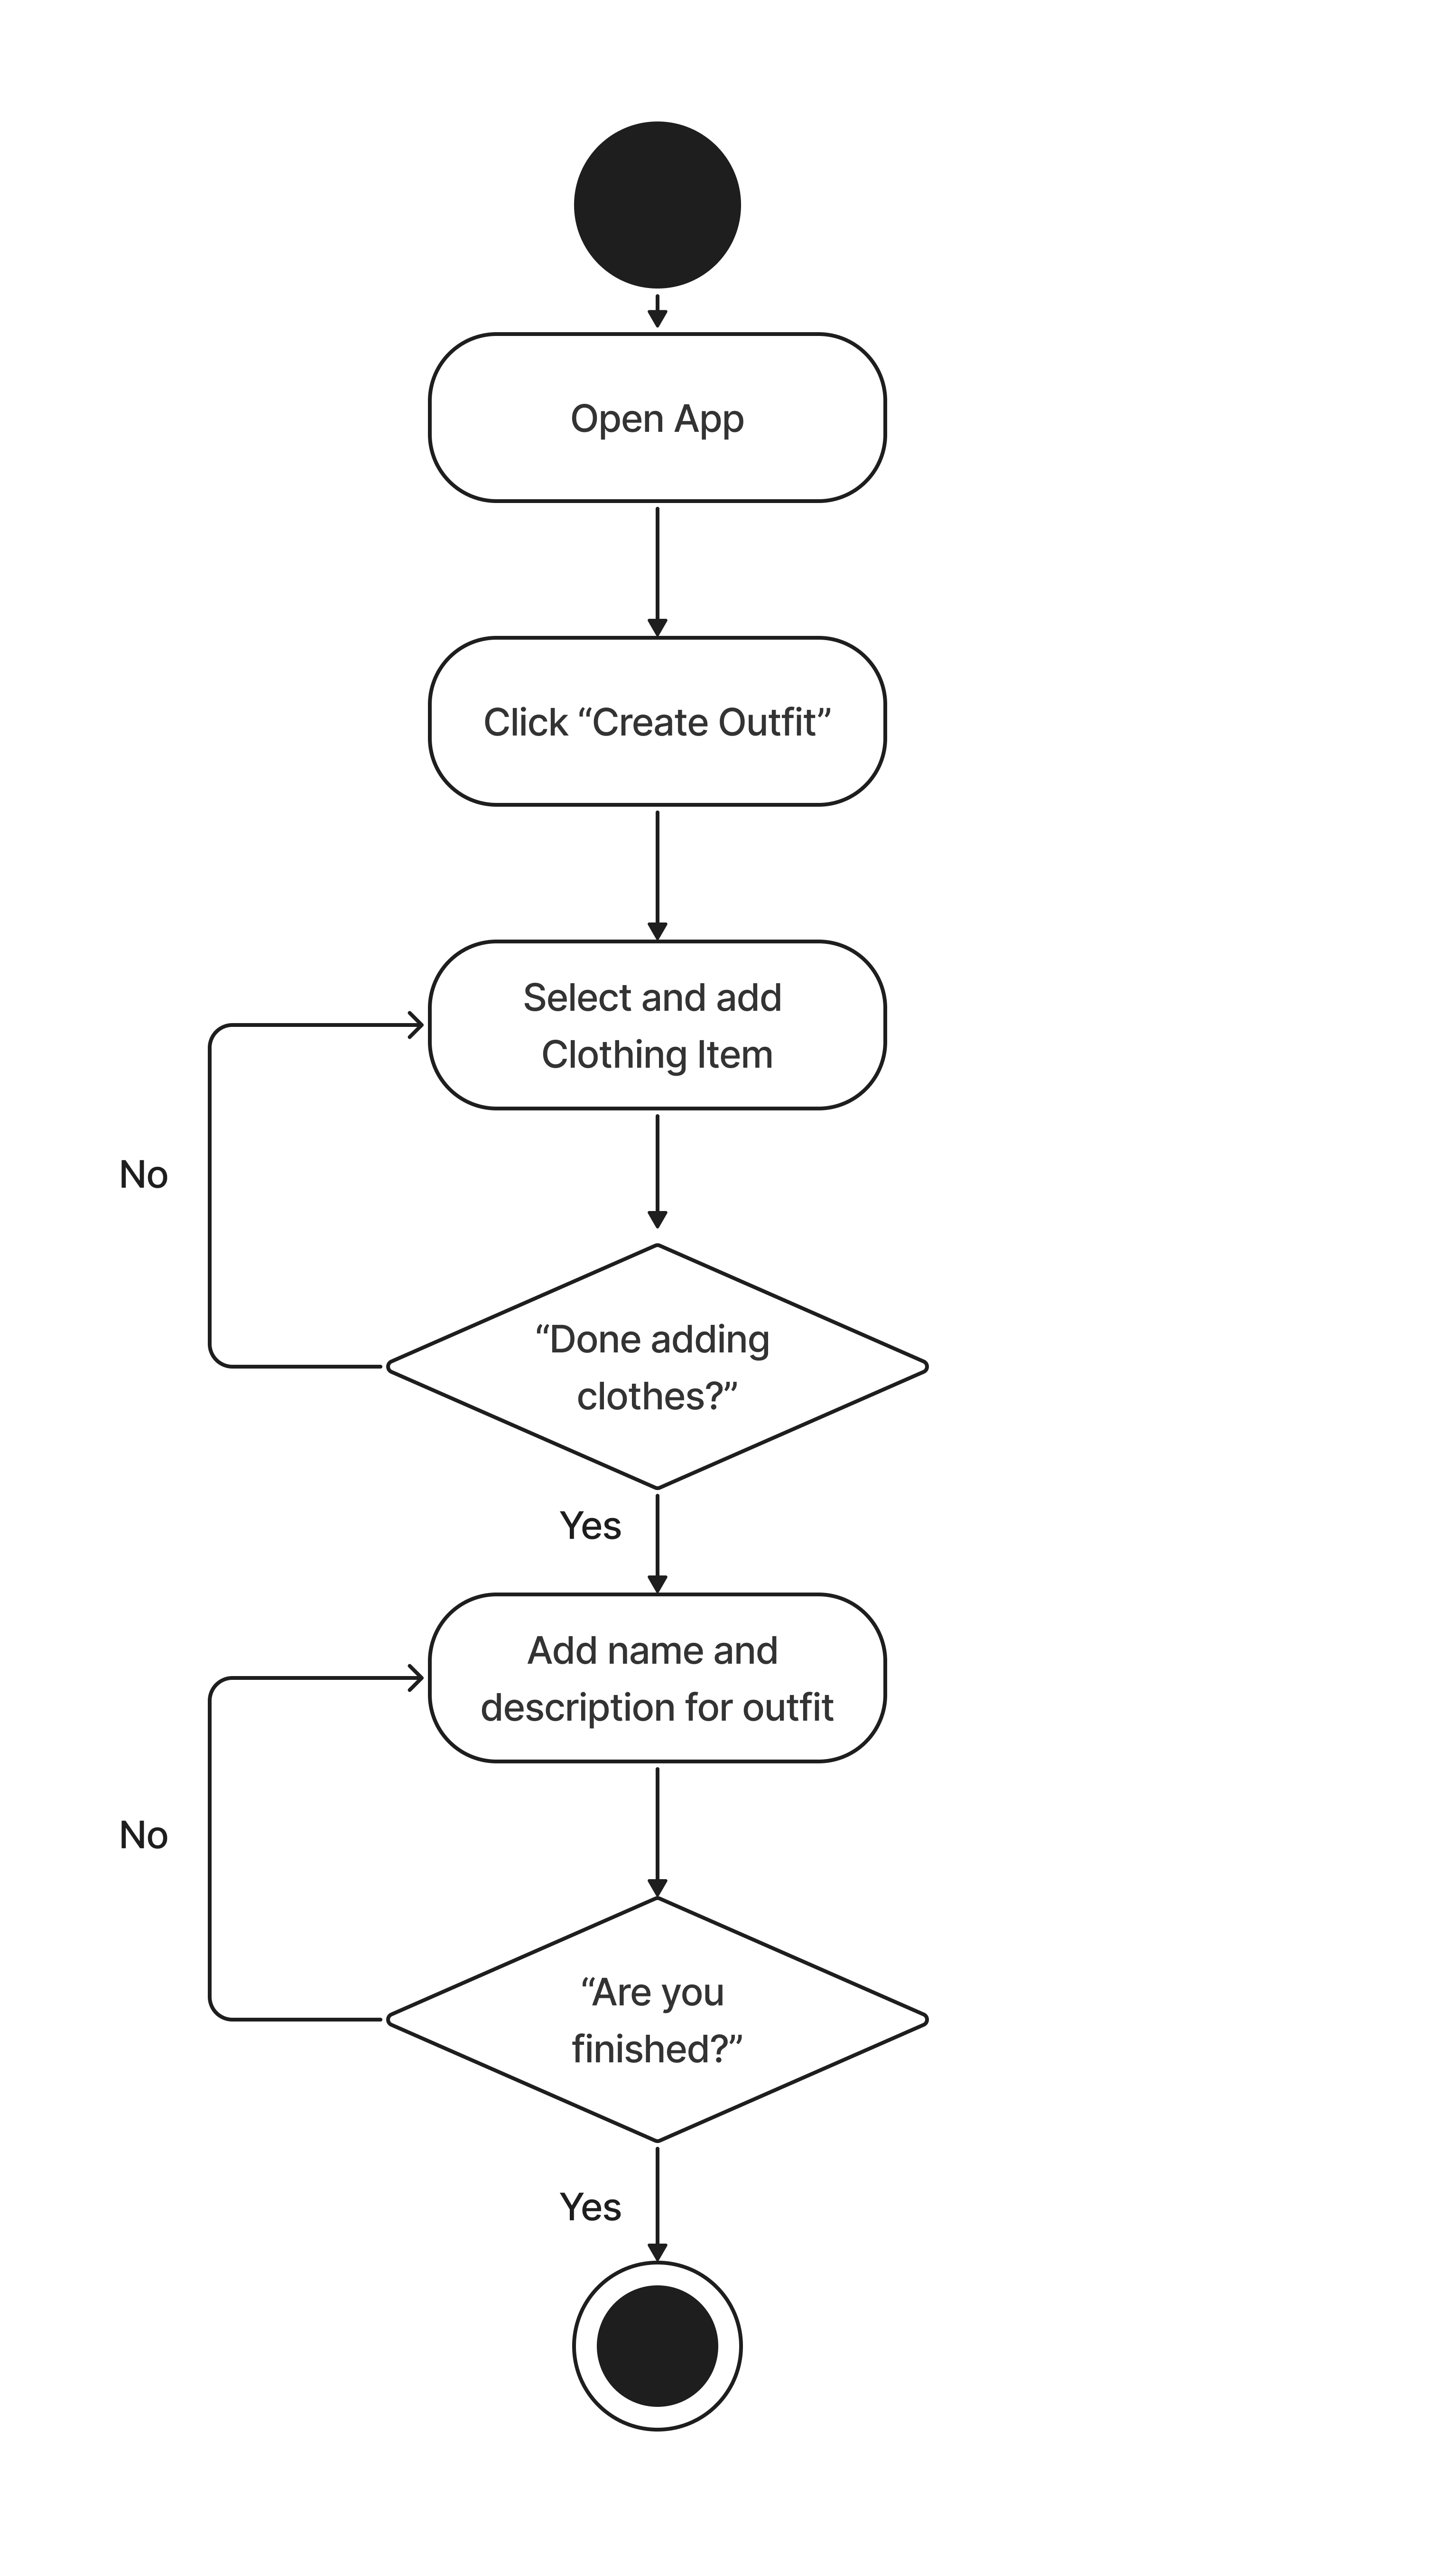 Open App
Click “Create Outfit”
Select and add
Clothing Item
No
“Done adding
clothes?”
Yes
Add name and
description for outfit
No
“Are you
finished?”
Yes